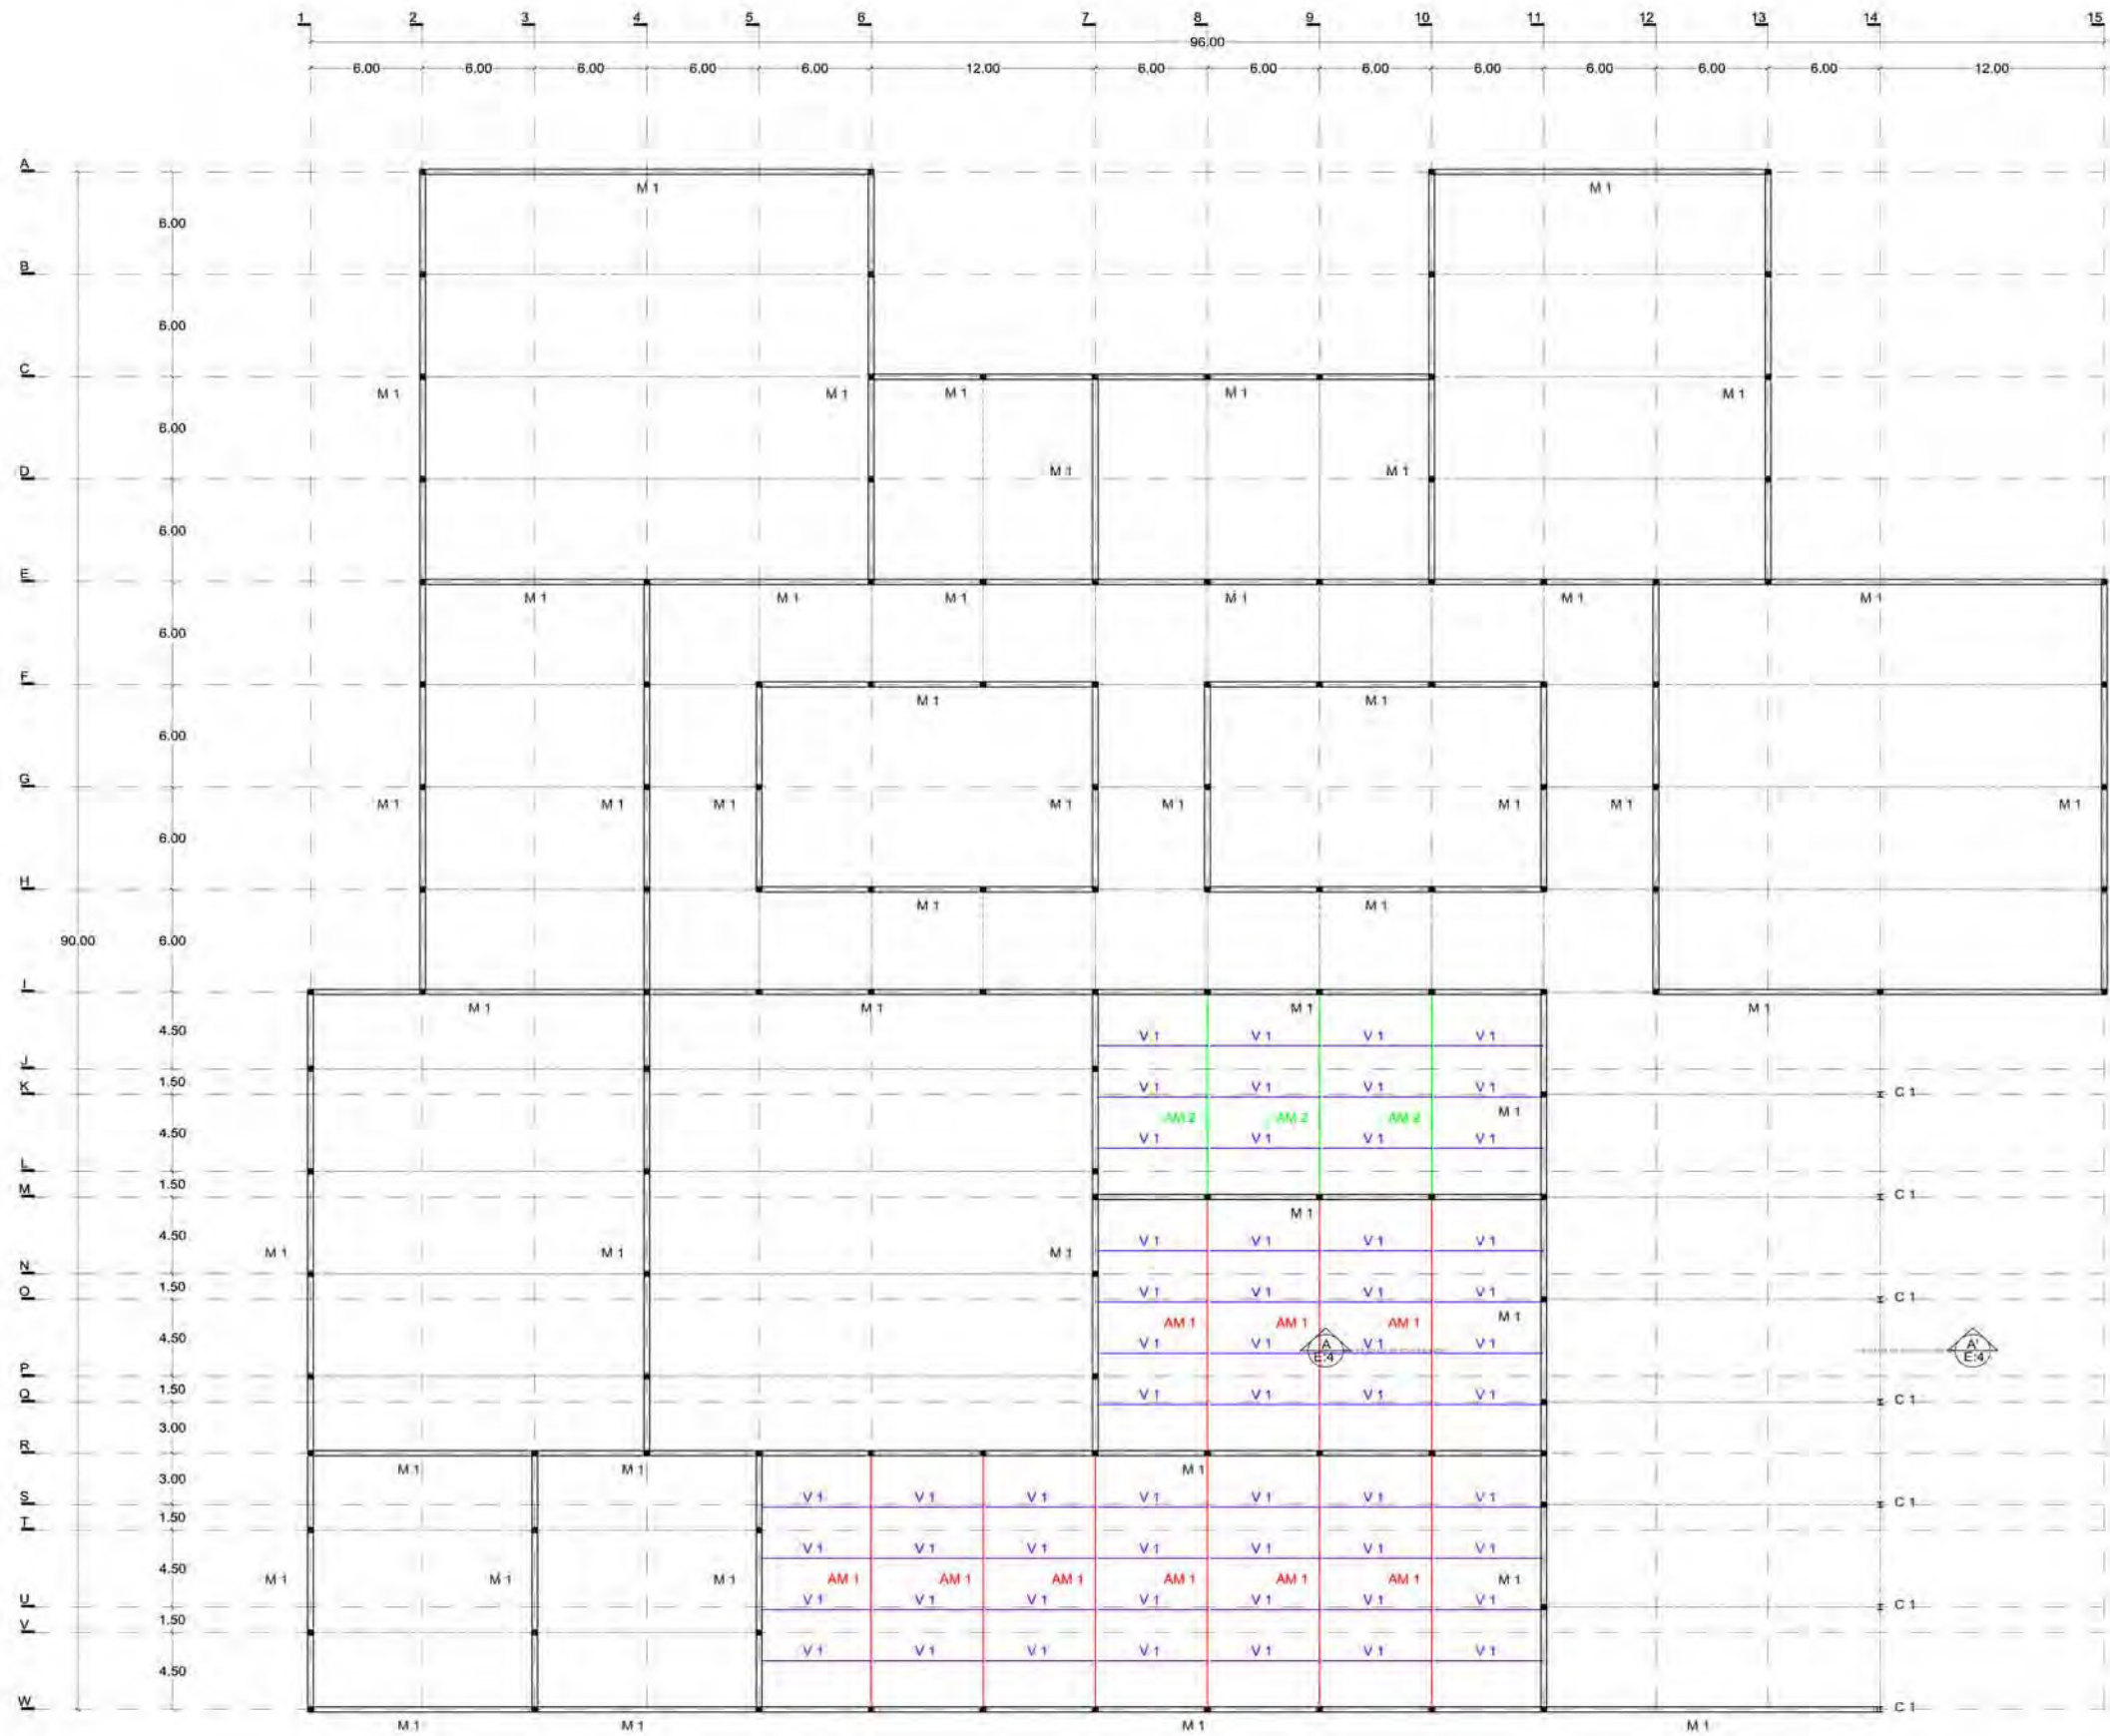 1 2 3 4 5 6 7 8 9 10 11 12 13 14 15
96.00
6.00 6.00 6.00 6.00 6.00 12.00 6.00 6.00 6.00 6.00 6.00 6.00 6.00 12.00
A
M 1 M 1
6.00
B
6.00
C
M 1 M 1 M 1 M 1 M 1
6.00
M 1 M 1
D
6.00
E
M 1 M 1 M 1 M 1 M 1 M 1
6.00
F
M 1 M 1
6.00
G
M 1 M 1 M 1 M 1 M 1 M 1 M 1 M 1
6.00
H
M 1 M 1
90.00 6.00
I
M 1 M 1 M 1 M 1
4.50 V 1 V 1 V 1 V 1
J
1.50
K V 1 V 1 V 1 V 1 C 1
AM 2 AM 2 AM 2 M 1
4.50 V 1 V 1 V 1 V 1
L
1.50
M C 1
M 1
4.50 V 1 V 1 V 1 V 1
M 1 M 1 M 1
N
1.50 V 1 V 1 V 1 V 1
O C 1
AM 1 AM 1 AM 1 M 1
4.50 V 1 V 1 V 1 A A'
E:4 E:4
P
1.50 V 1 V 1 V 1 V 1
Q C 1
3.00
R
M 1 M 1 M 1
3.00
S V 1 V 1 V 1 V 1 V 1 V 1 V 1 C 1
1.50
T
V 1 V 1 V 1 V 1 V 1 V 1 V 1
4.50
M 1 M 1 M 1 AM 1 AM 1 AM 1 AM 1 AM 1 AM 1 M 1
U V 1 V 1 V 1 V 1 V 1 V 1 V 1 C 1
1.50
V
V 1 V 1 V 1 V 1 V 1 V 1 V 1
4.50
W C 1
M 1 M 1 M 1 M 1